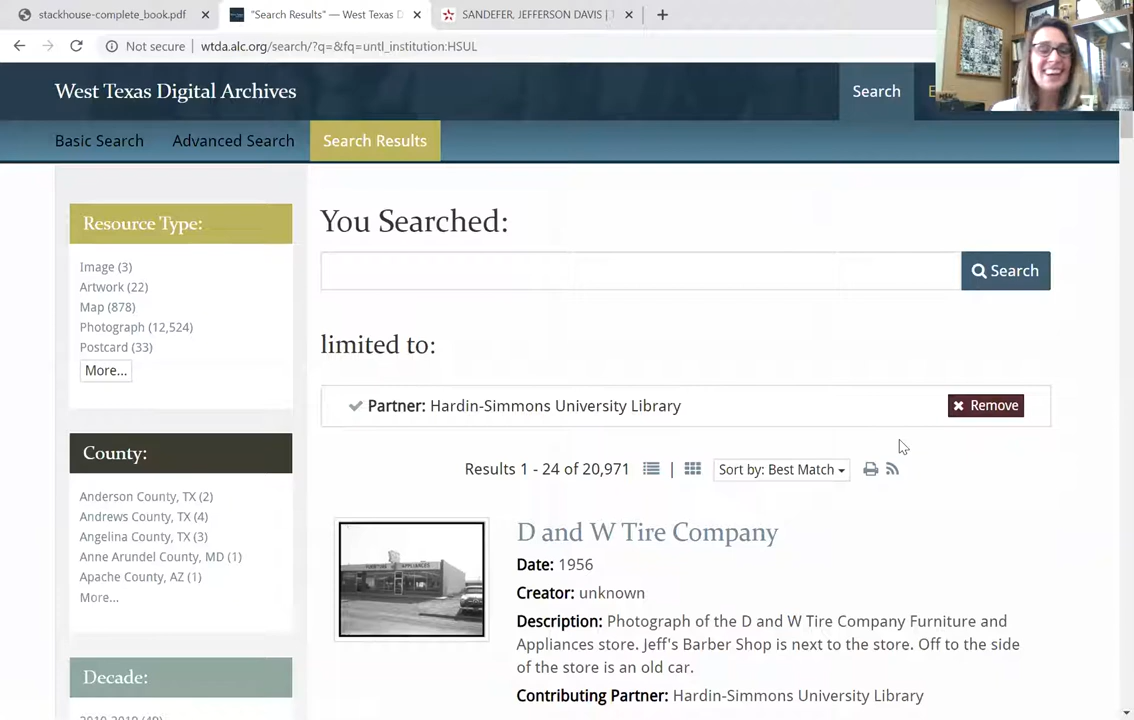 stackhouse-complete_book.pdf
"Search Results" — West Texas D
SANDEFER, JEFFERSON DAVIS | T
Not secure | wtda.alc.org/search/?q=&fq=untl_institution:HSUL
West Texas Digital Archives
Search
Basic Search
Advanced Search
Search Results
Resource Type:
Image (3)
Artwork (22)
Map (878)
Photograph (12,524)
Postcard (33)
More...
County:
Anderson County, TX (2)
Andrews County, TX (4)
Angelina County, TX (3)
Anne Arundel County, MD (1)
Apache County, AZ (1)
More...
Decade:
2010-2019 (49)
You Searched:
Search
limited to:
Partner: Hardin-Simmons University Library
Remove
Results 1 - 24 of 20,971
|
Sort by: Best Match
D and W Tire Company
Date: 1956
Creator: unknown
Description: Photograph of the D and W Tire Company Furniture and
Appliances store. Jeff's Barber Shop is next to the store. Off to the side
of the store is an old car.
Contributing Partner: Hardin-Simmons University Library